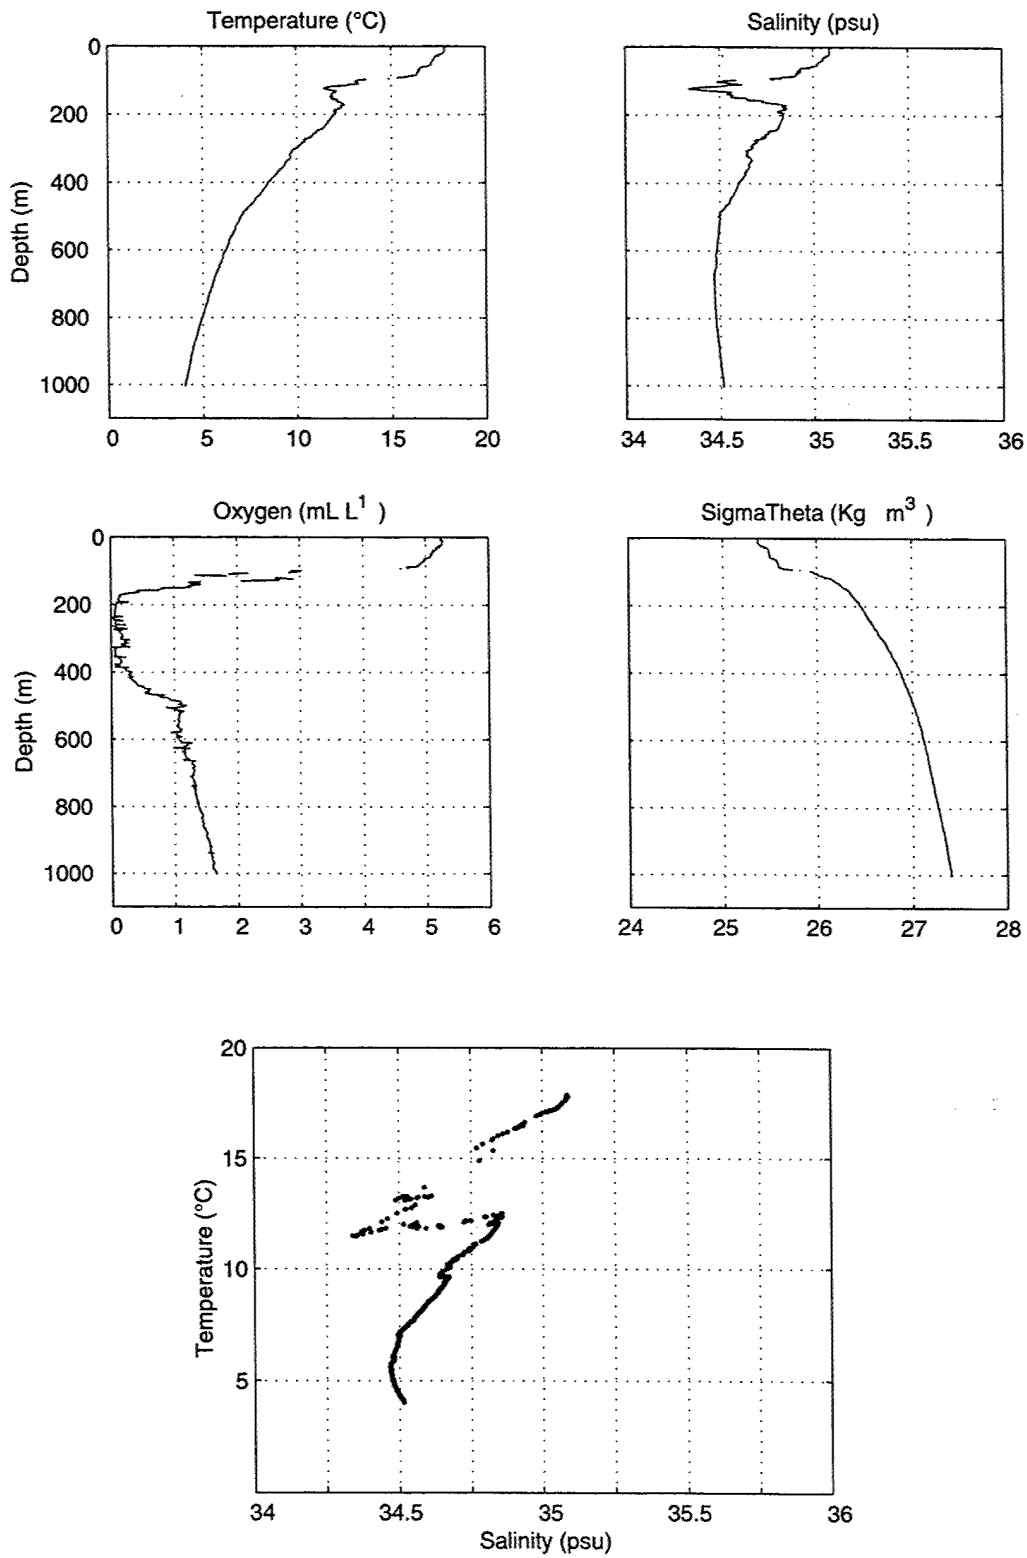 Temperature (°C)
Salinity (psu)
0
200
400
600
800
1000
Depth (m)
0 5 10 15 20
34 34.5 35 35.5 36
Oxygen (mL L1 )
SigmaTheta (Kg m3 )
0
200
400
600
800
1000
Depth (m)
0 1 2 3 4 5 6
24 25 26 27 28
20
15
10
5
Temperature (°C)
34 34.5 35 35.5 36
Salinity (psu)